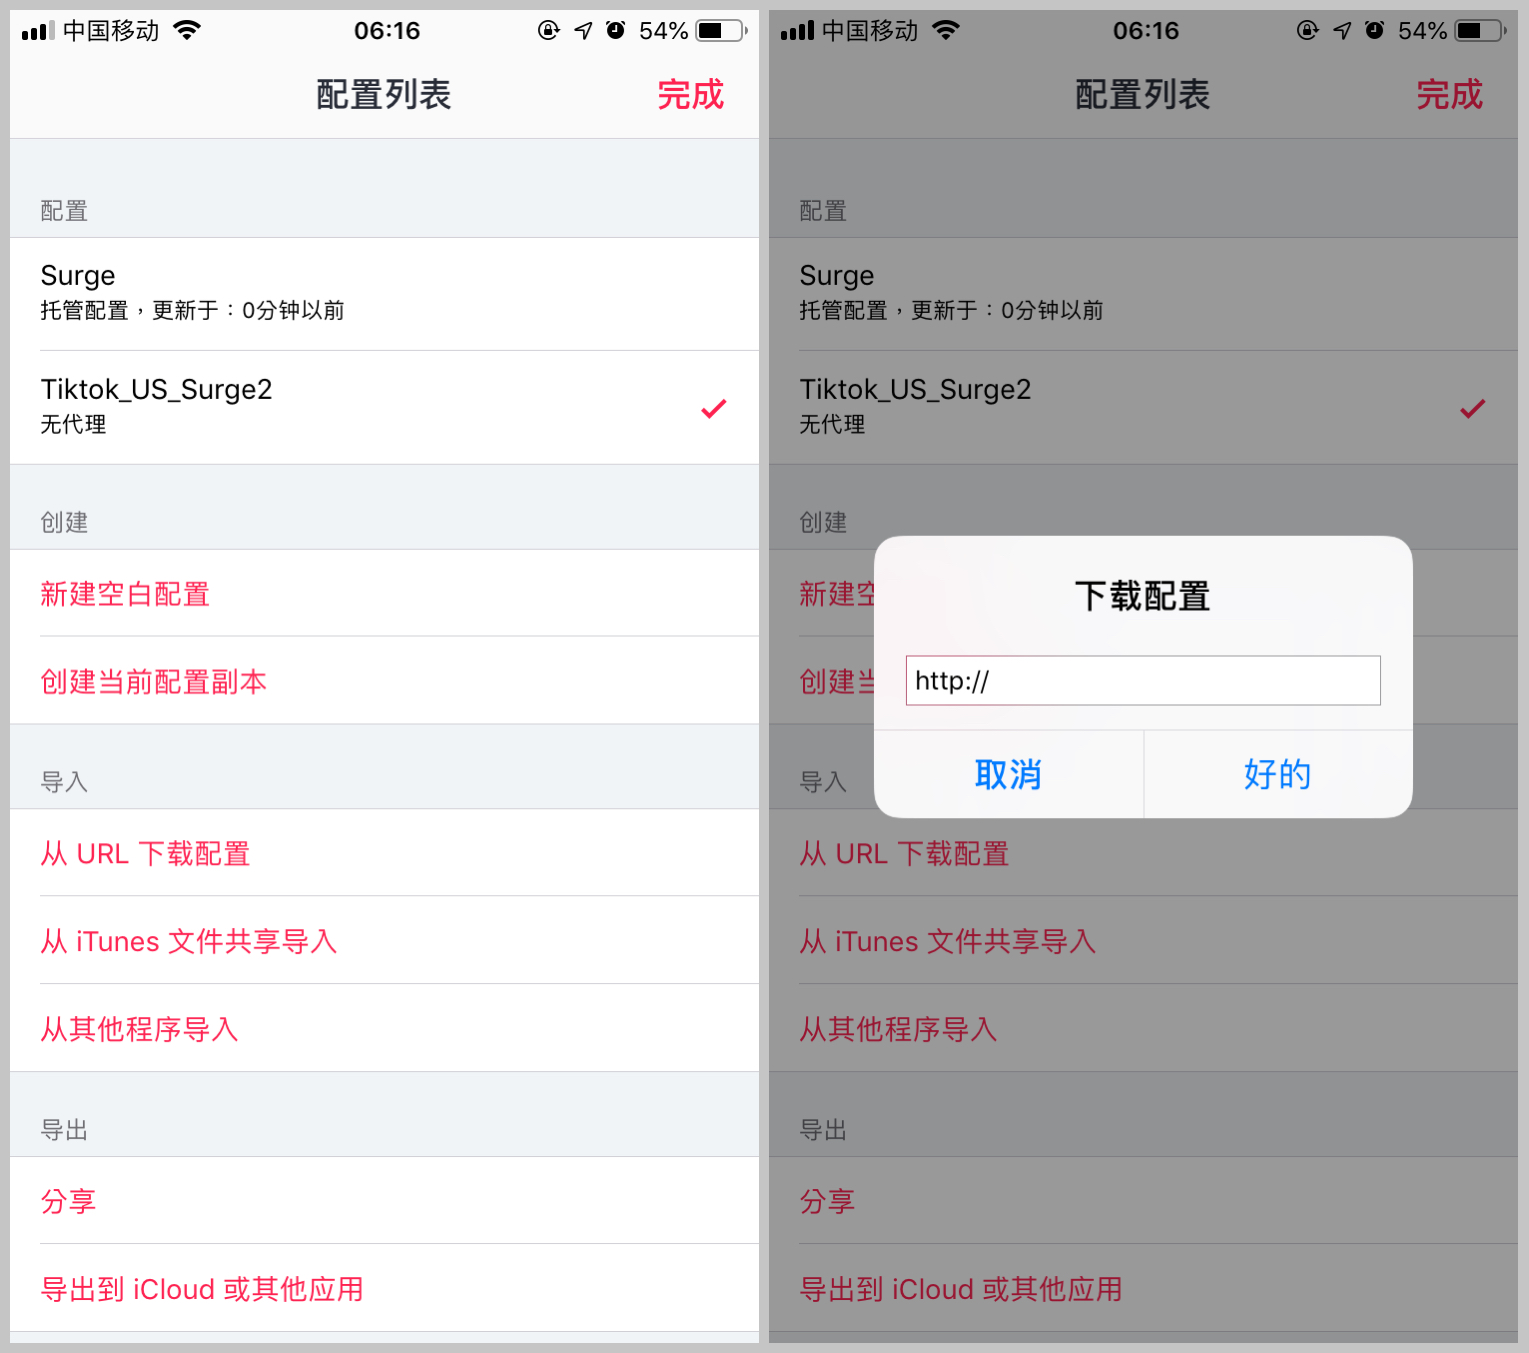 中国移动
06:16
54%
配置列表
完成
配置
Surge
托管配置，更新于：0分钟以前
Tiktok_US_Surge2
无代理
创建
新建空白配置
创建当前配置副本
导入
从 URL 下载配置
从 iTunes 文件共享导入
从其他程序导入
导出
分享
导出到 iCloud 或其他应用
中国移动
06:16
54%
配置列表
完成
配置
Surge
托管配置，更新于：0分钟以前
Tiktok_US_Surge2
无代理
创建
新建空
创建当
下载配置
http://
取消
好的
导入
从 URL 下载配置
从 iTunes 文件共享导入
从其他程序导入
导出
分享
导出到 iCloud 或其他应用